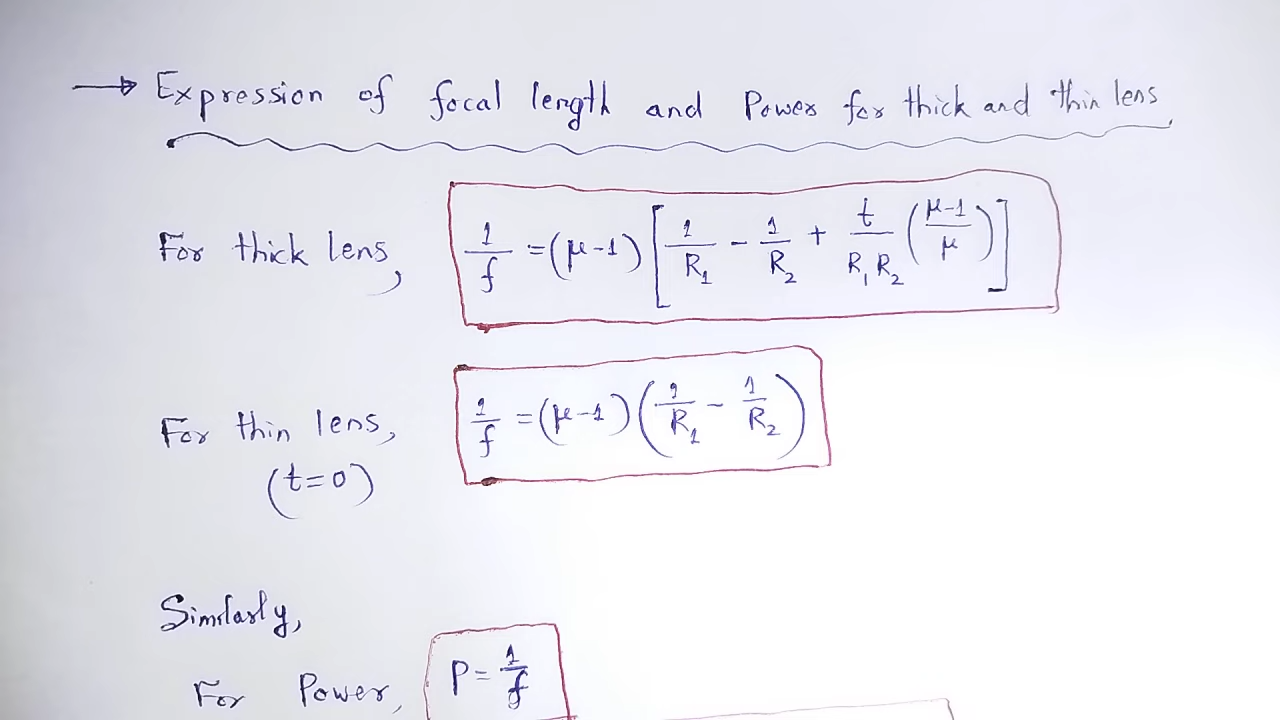 → Expression of focal length and Power for thick and thin lens
For thick lens, 1/f = (μ-1) [1/R₁ - 1/R₂ + t/R₁R₂ (μ-1/μ)]
For thin lens, 1/f = (μ-1) (1/R₁ - 1/R₂)
(t=0)
Similarly,
For Power, P = 1/f